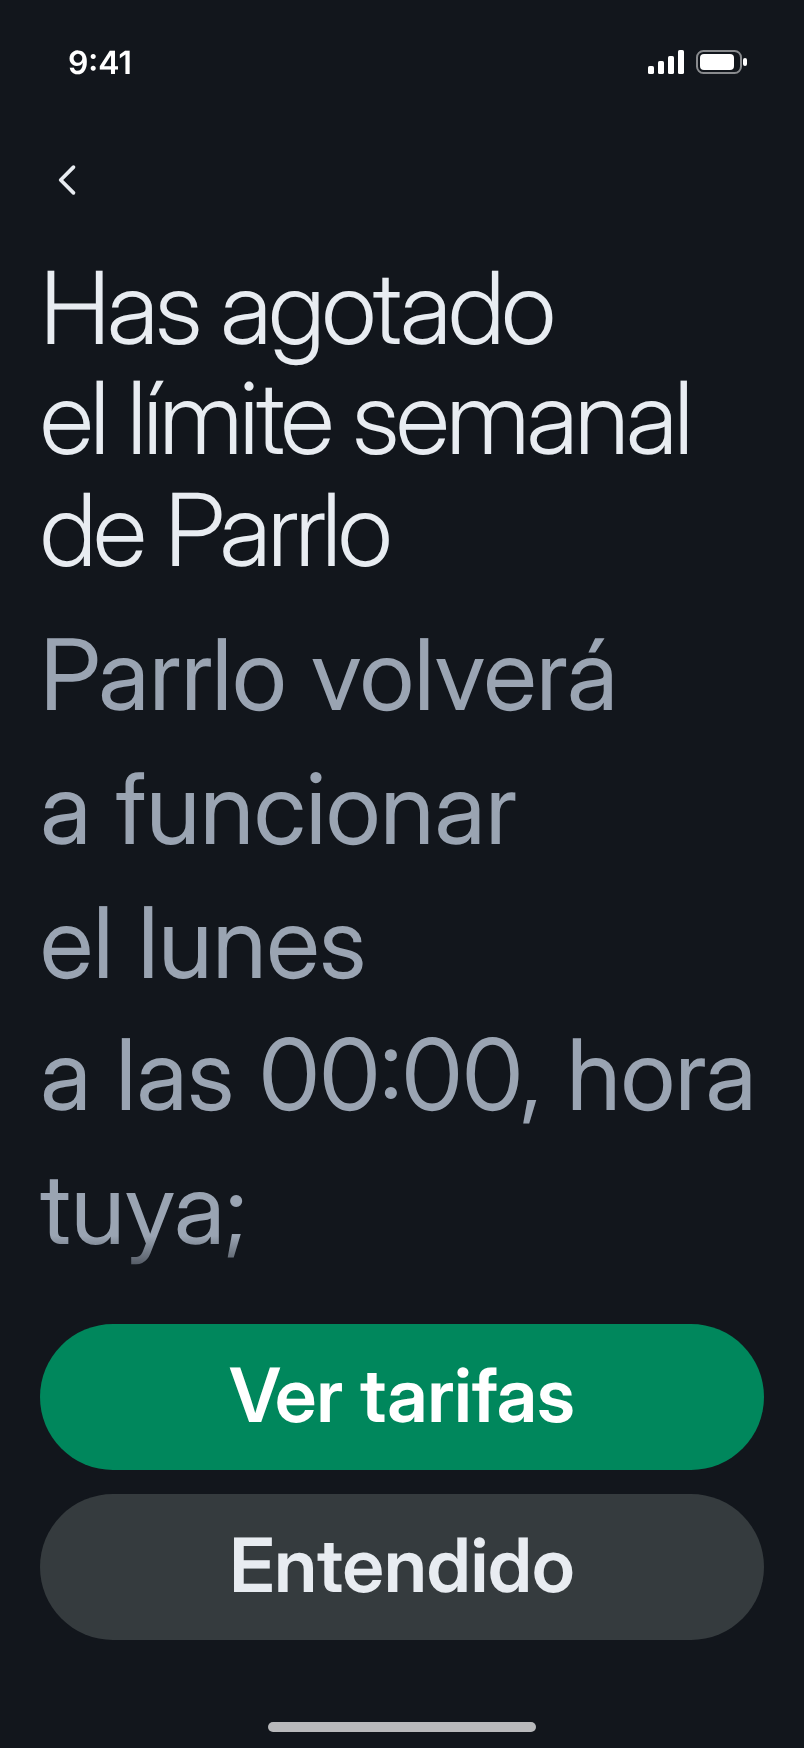 9:41
Has agotado
el límite semanal
de Parrlo
Parrlo volverá
a funcionar
el lunes
a las 00:00, hora
tuya;
Ver tarifas
Entendido